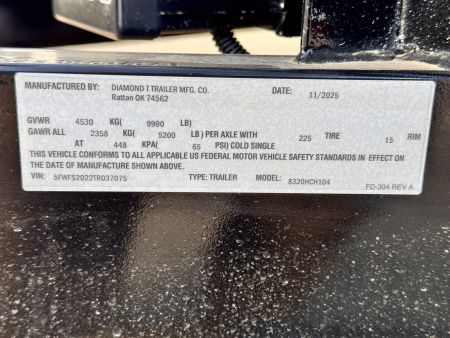 MANUFACTURED BY: DIAMOND T TRAILER MFG. CO. DATE: 11/2025
Rattan OK 74562
GVWR 4530 KG( 9990 LB)
GAWR ALL 2358 KG( 5200 LB) PER AXLE WITH 225 TIRE 15 RIM
AT 448 KPA( 65 PSI) COLD SINGLE
THIS VEHICLE CONFORMS TO ALL APPLICABLE US FEDERAL MOTOR VEHICLE SAFETY STANDARDS IN EFFECT ON
THE DATE OF MANUFACTURE SHOWN ABOVE.
VIN: 5FWFS2022TR037075 TYPE: TRAILER MODEL: 8320HCH104
FD-304 REV A